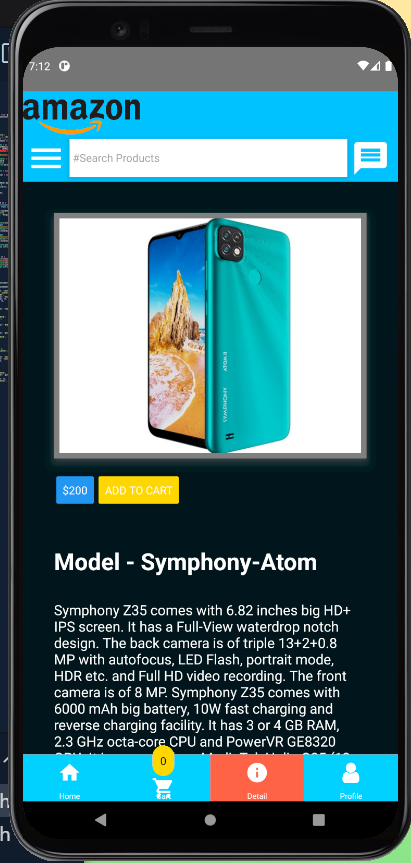 7:12
amazon
#Search Products
$200
ADD TO CART
Model - Symphony-Atom
Symphony Z35 comes with 6.82 inches big HD+
IPS screen. It has a Full-View waterdrop notch
design. The back camera is of triple 13+2+0.8
MP with autofocus, LED Flash, portrait mode,
HDR etc. and Full HD video recording. The front
camera is of 8 MP. Symphony Z35 comes with
6000 mAh big battery, 10W fast charging and
reverse charging facility. It has 3 or 4 GB RAM,
2.3 GHz octa-core CPU and PowerVR GE8320
0
Home
Cart
Detail
Profile